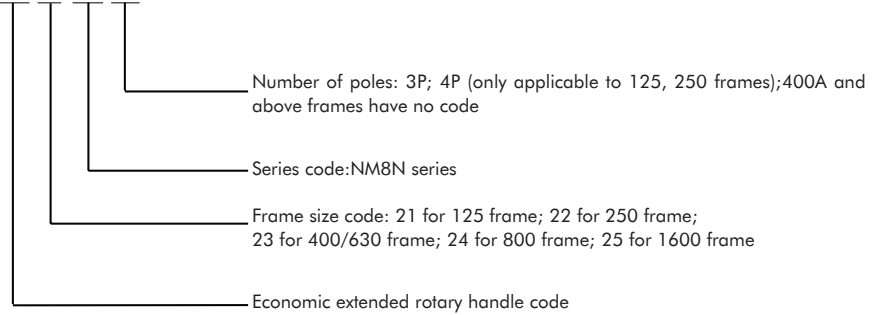 Number of poles: 3P; 4P (only applicable to 125, 250 frames);400A and
above frames have no code
Series code:NM8N series
Frame size code: 21 for 125 frame; 22 for 250 frame;
23 for 400/630 frame; 24 for 800 frame; 25 for 1600 frame
Economic extended rotary handle code